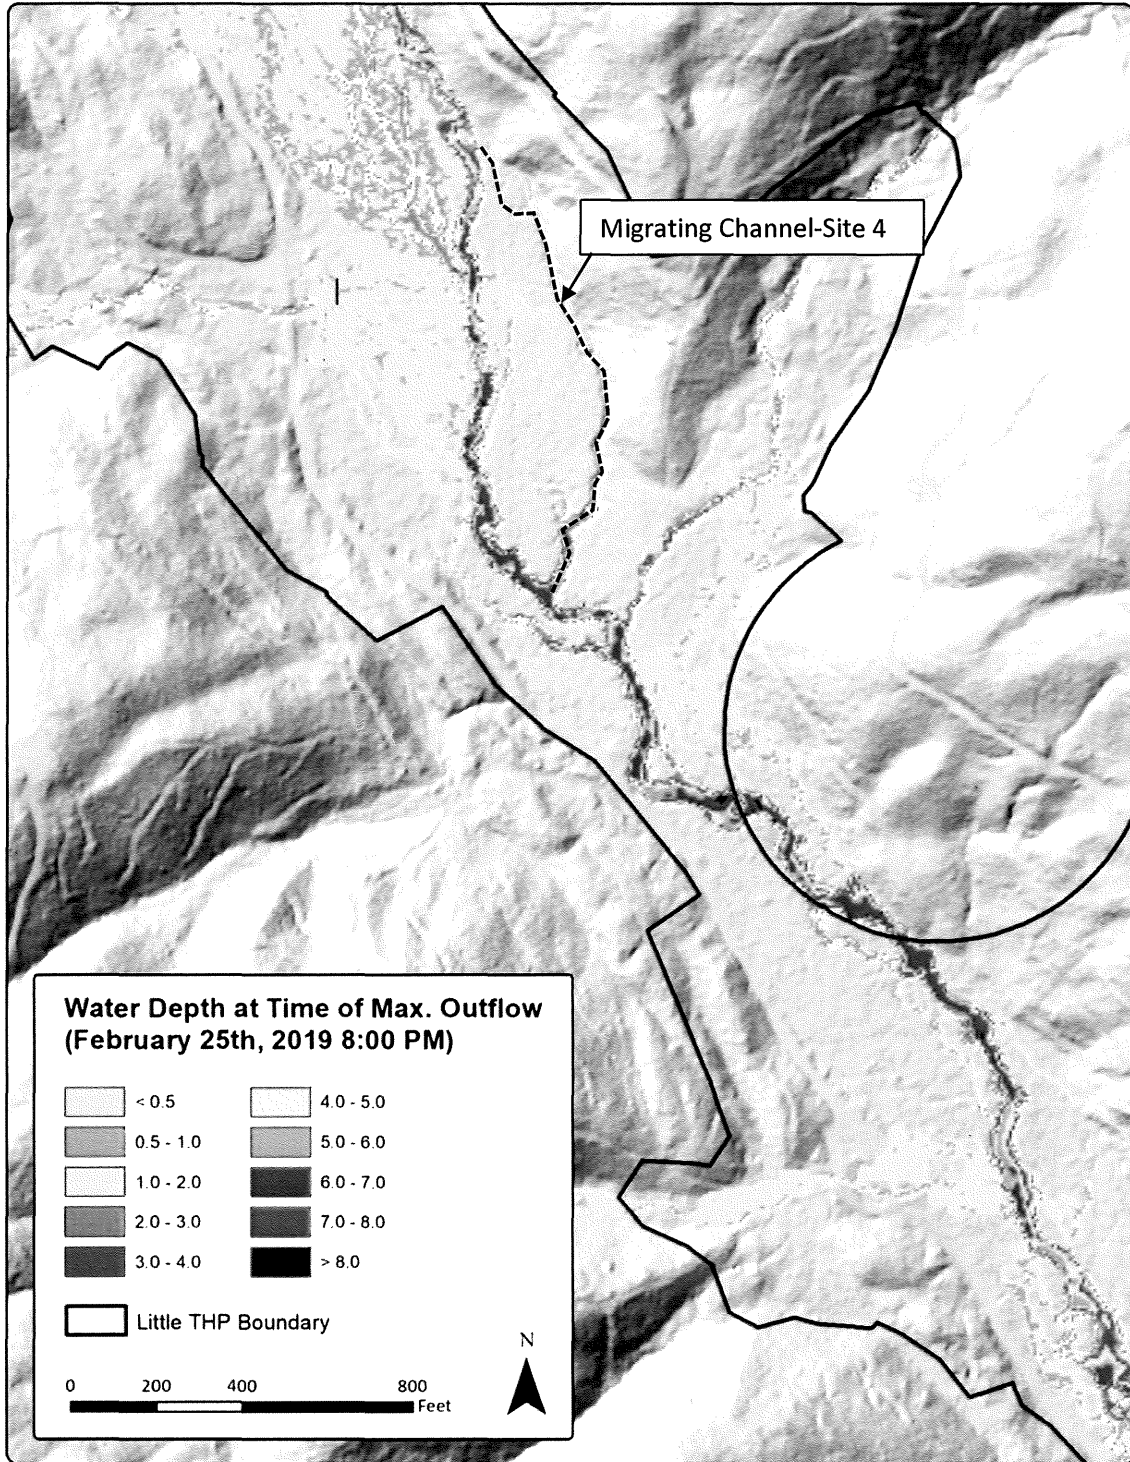 Migrating Channel-Site 4
Water Depth at Time of Max. Outflow
(February 25th, 2019 8:00 PM)
< 0.5
0.5 - 1.0
1.0 - 2.0
2.0 - 3.0
3.0 - 4.0
4.0 - 5.0
5.0 - 6.0
6.0 - 7.0
7.0 - 8.0
> 8.0
Little THP Boundary
N
0 200 400 800
Feet